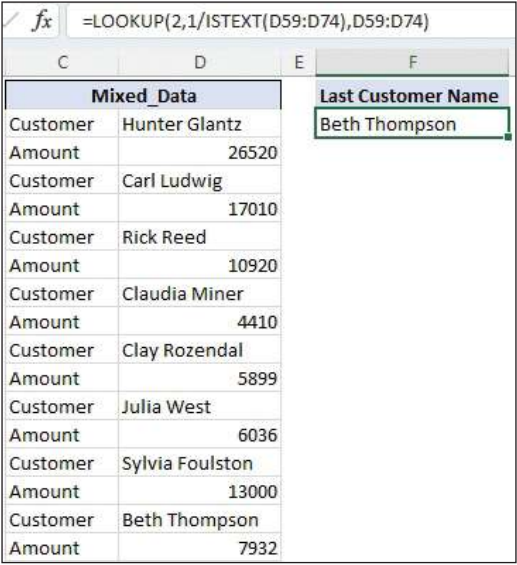 fx =LOOKUP(2,1/ISTEXT(D59:D74),D59:D74)
C D E F
Mixed_Data Last Customer Name
Customer Hunter Glantz Beth Thompson
Amount 26520
Customer Carl Ludwig
Amount 17010
Customer Rick Reed
Amount 10920
Customer Claudia Miner
Amount 4410
Customer Clay Rozendal
Amount 5899
Customer Julia West
Amount 6036
Customer Sylvia Foulston
Amount 13000
Customer Beth Thompson
Amount 7932